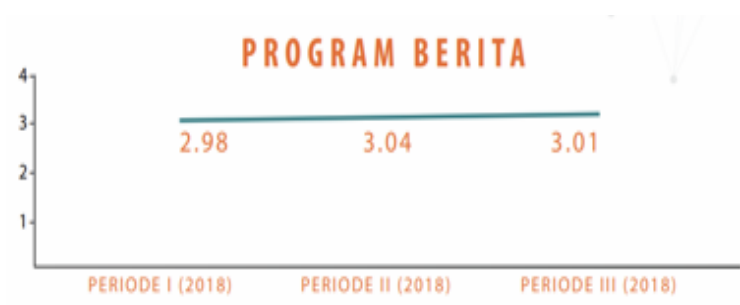 PROGRAM BERITA
4
3
2.98 3.04 3.01
2
1
PERIODE I (2018) PERIODE II (2018) PERIODE III (2018)